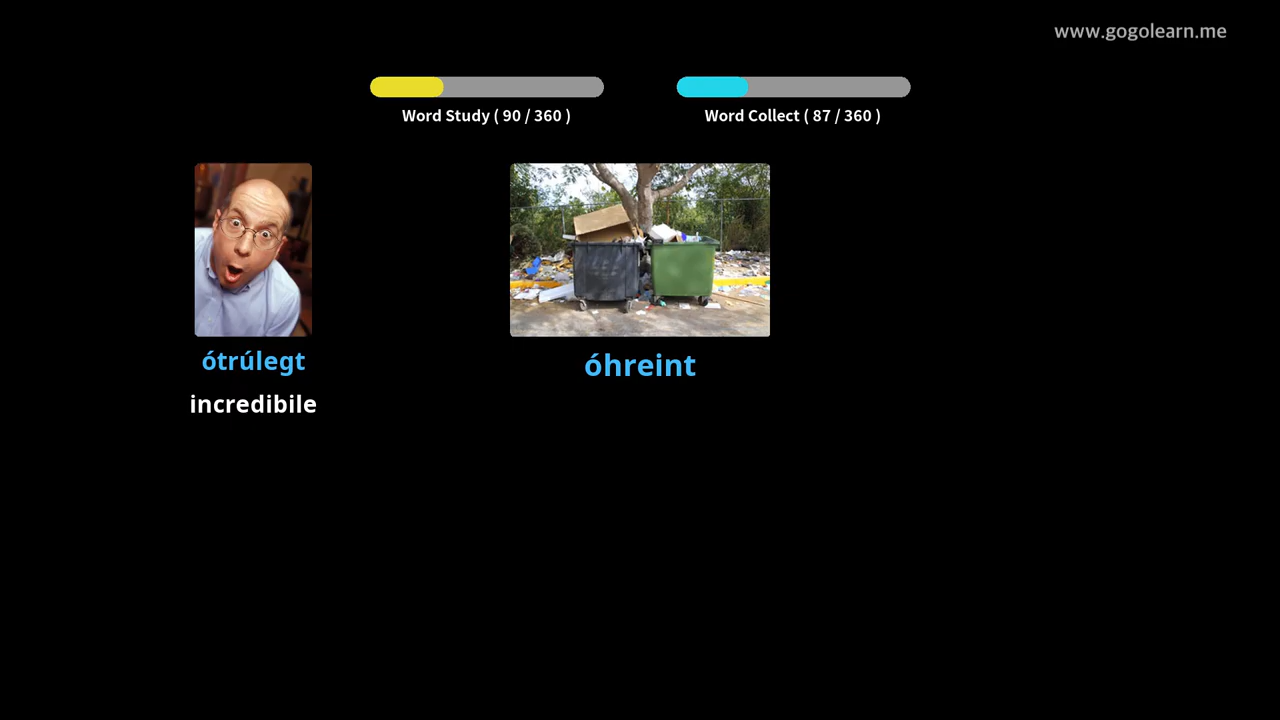 www.gogolearn.me
Word Study ( 90 / 360 )
Word Collect ( 87 / 360 )
ótrúlegt
incredibile
óhreint